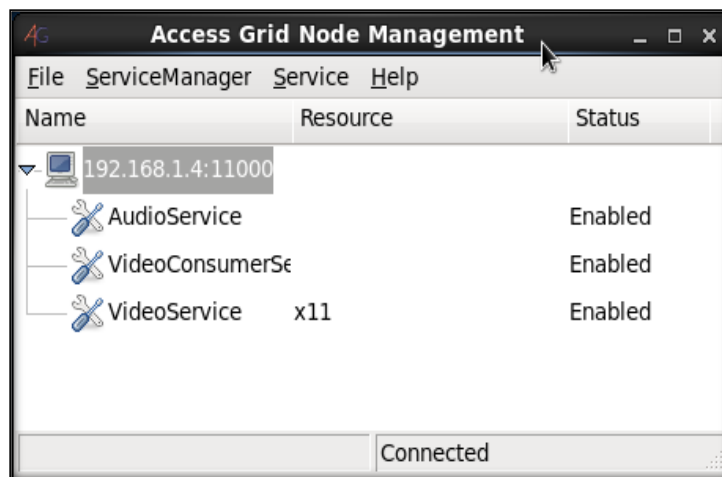 AG Access Grid Node Management
File ServiceManager Service Help
Name Resource Status
192.168.1.4:11000
AudioService Enabled
VideoConsumerSe Enabled
VideoService x11 Enabled
Connected